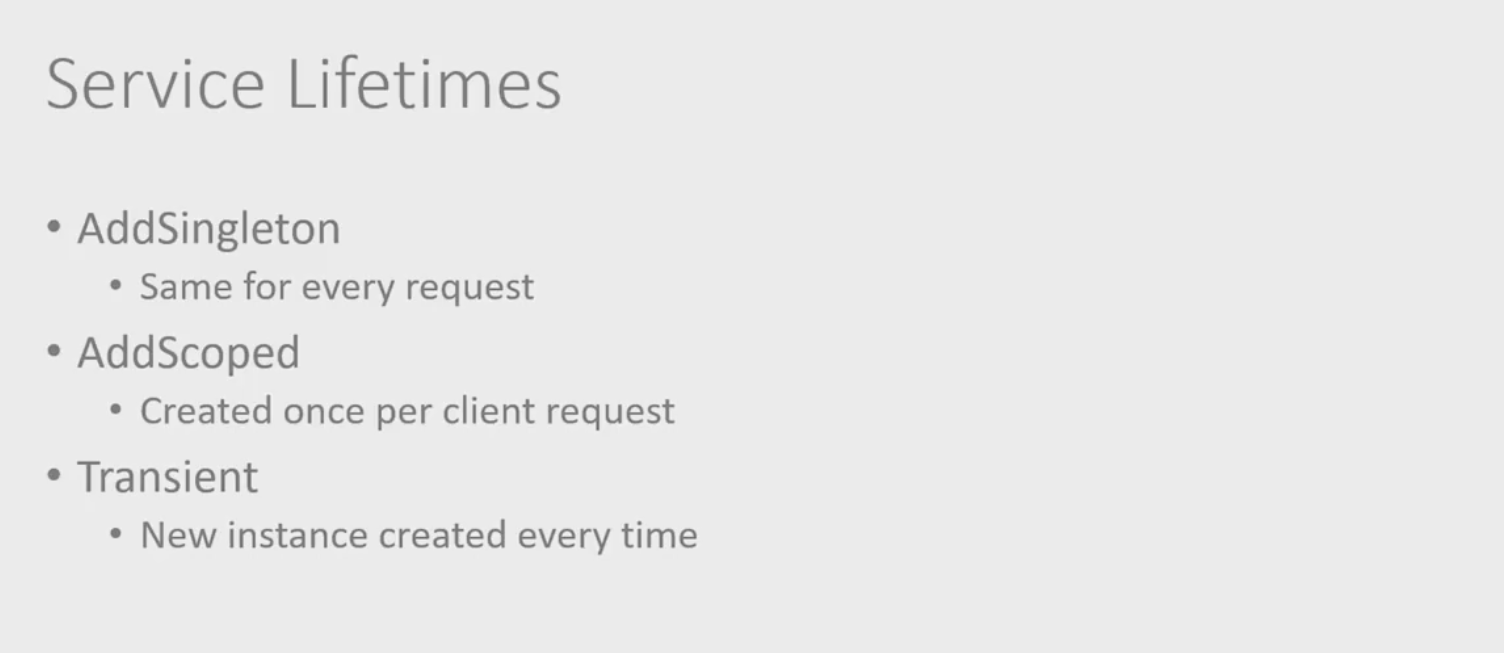 Service Lifetimes
• AddSingleton
• Same for every request
• AddScoped
• Created once per client request
• Transient
• New instance created every time